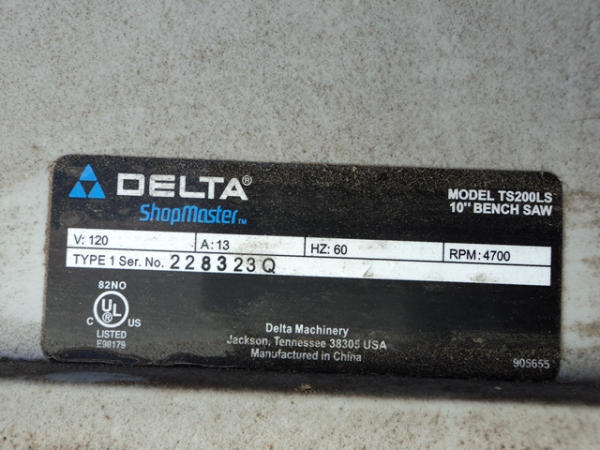 DELTA®
ShopMaster™
MODEL TS200LS
10" BENCH SAW
V: 120 A: 13 HZ: 60 RPM: 4700
TYPE 1 Ser. No. 228323Q
82NO
C UL® US
LISTED
E98179
Delta Machinery
Jackson, Tennessee 38305 USA
Manufactured in China
905655